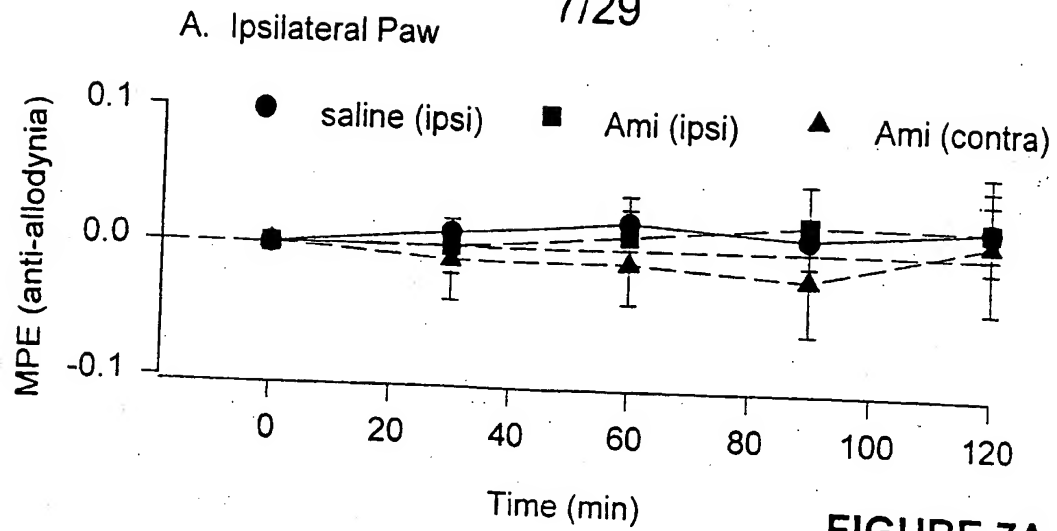 7/29
A. Ipsilateral Paw
saline (ipsi) Ami (ipsi) Ami (contra)
MPE (anti-allodynia)
0.1
0.0
-0.1
0 20 40 60 80 100 120
Time (min)